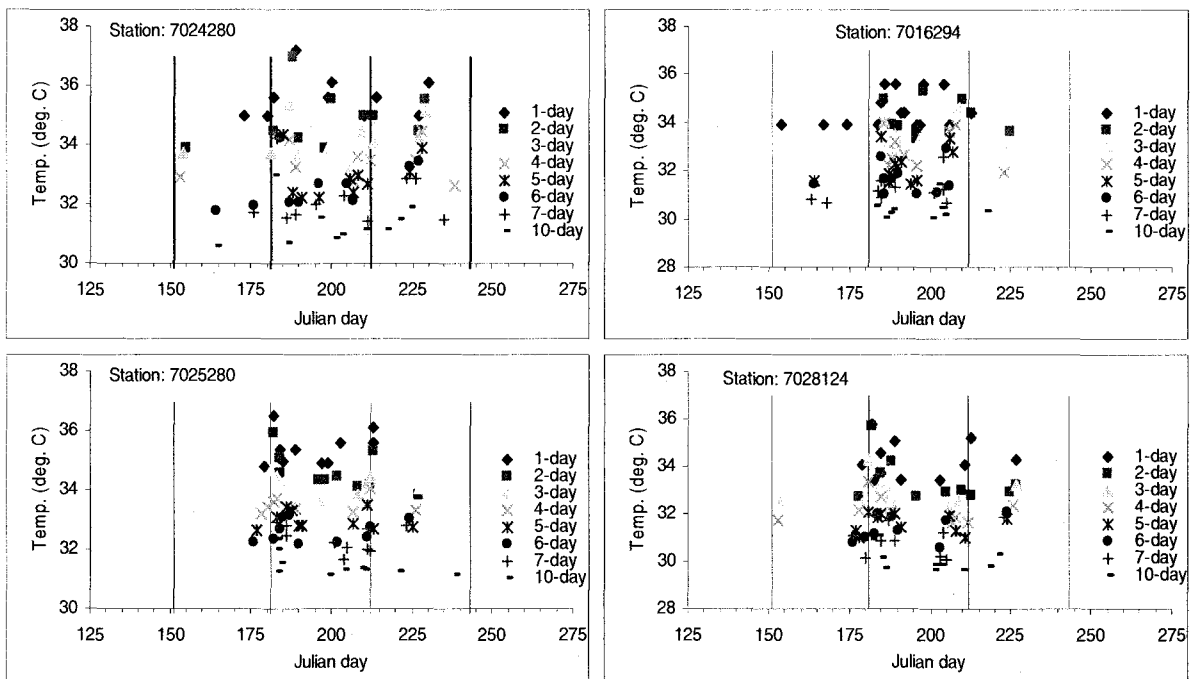 Station: 7024280
Temp. (deg. C)
38
36
34
32
30
125
150
175
200
225
250
275
Julian day
1-day
2-day
3-day
4-day
5-day
6-day
7-day
10-day
Station: 7016294
Temp. (deg. C)
38
36
34
32
30
28
125
150
175
200
225
250
275
Julian day
1-day
2-day
3-day
4-day
5-day
6-day
7-day
10-day
Station: 7025280
Temp. (deg. C)
38
36
34
32
30
125
150
175
200
225
250
275
Julian day
1-day
2-day
3-day
4-day
5-day
6-day
7-day
10-day
Station: 7028124
Temp. (deg. C)
38
36
34
32
30
28
125
150
175
200
225
250
275
Julian day
1-day
2-day
3-day
4-day
5-day
6-day
7-day
10-day